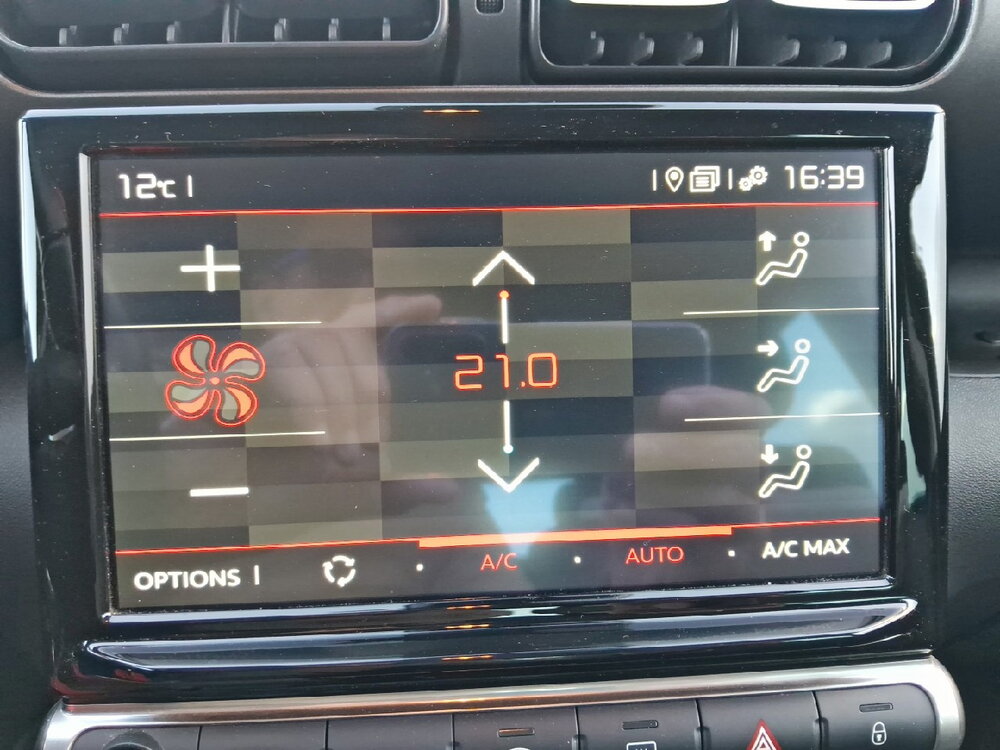 12°C
16:39
21.0
OPTIONS A/C AUTO A/C MAX